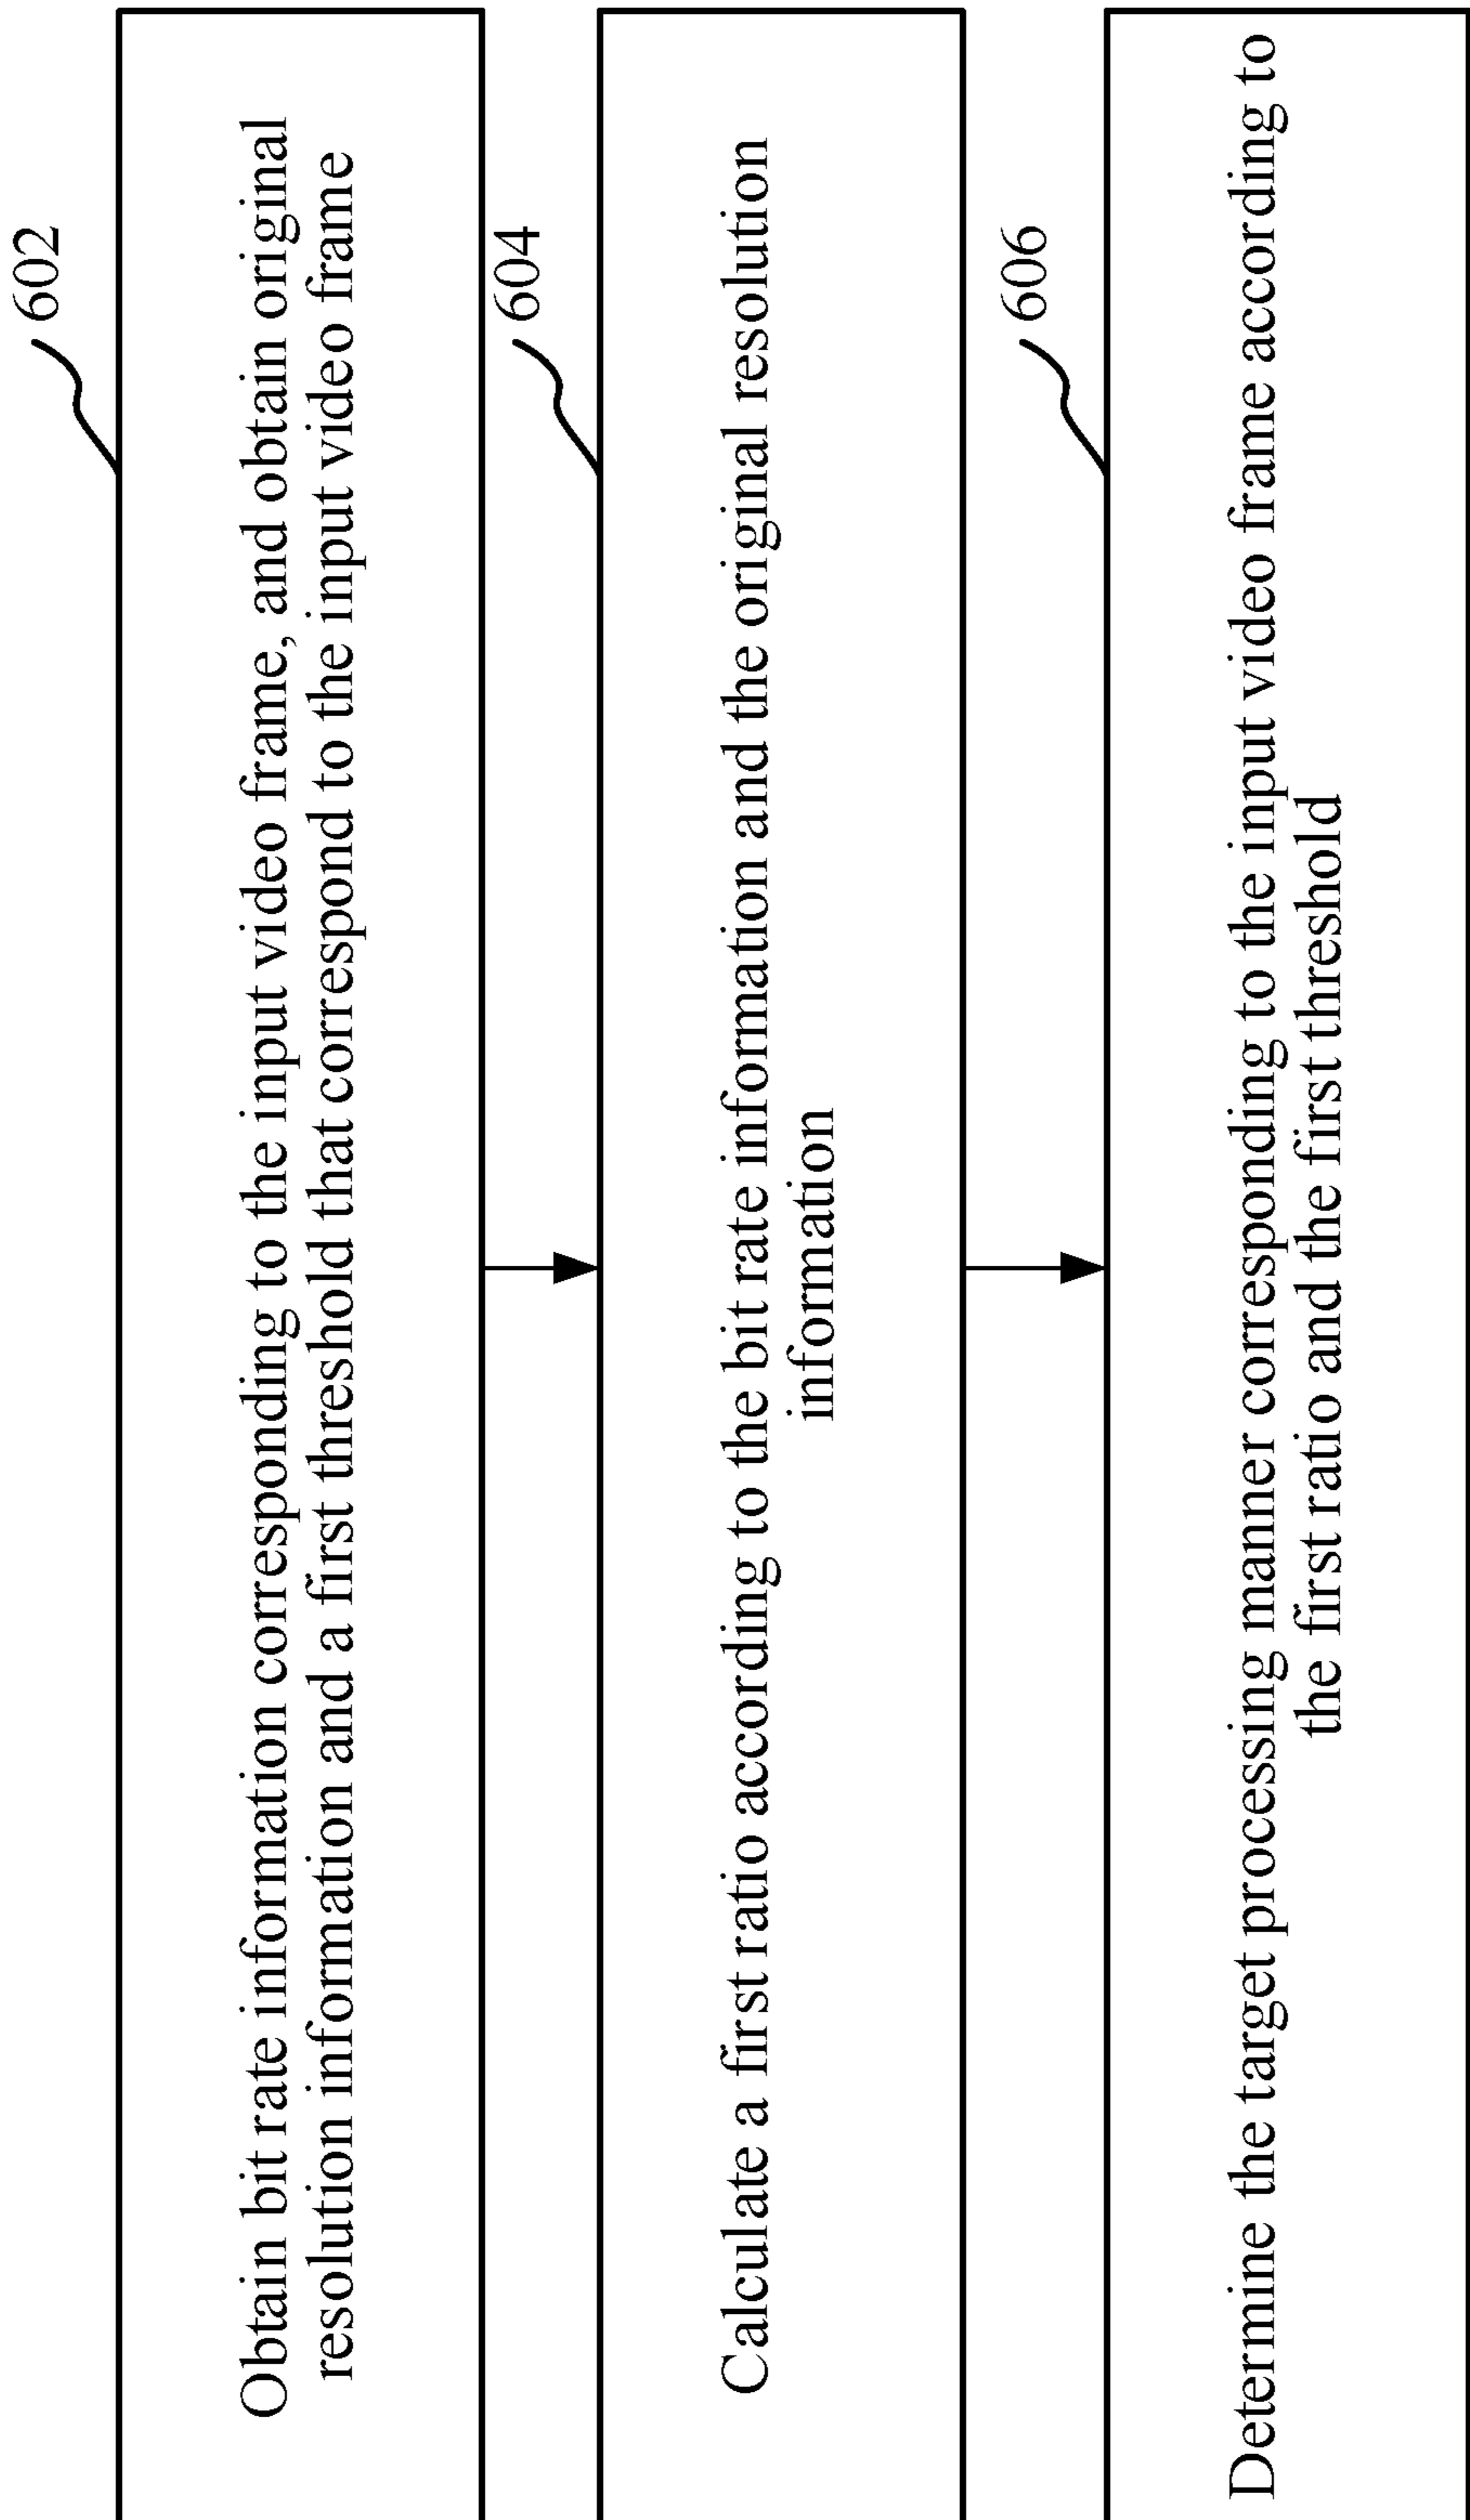 602
Obtain bit rate information corresponding to the input video frame, and obtain original
resolution information and a first threshold that correspond to the input video frame
604
Calculate a first ratio according to the bit rate information and the original resolution
information
606
Determine the target processing manner corresponding to the input video frame according to
the first ratio and the first threshold